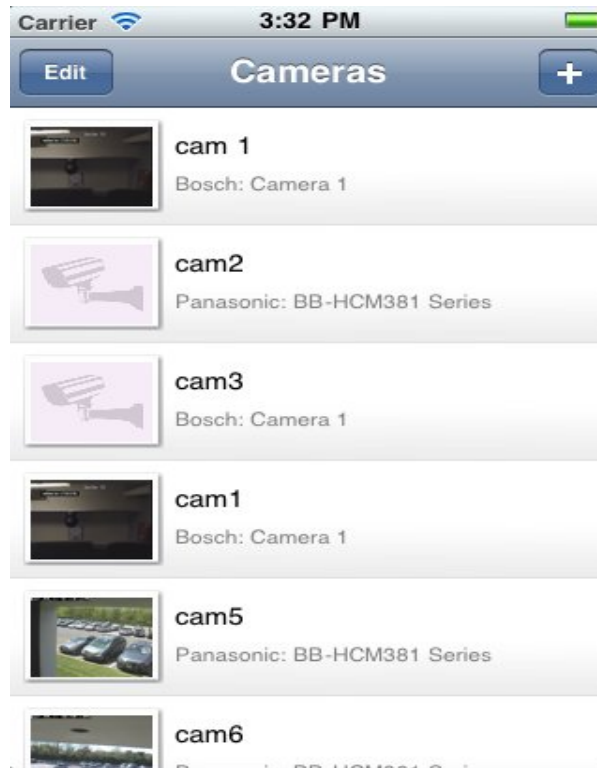 Carrier 3:32 PM
Edit Cameras +
cam 1
Bosch: Camera 1
cam2
Panasonic: BB-HCM381 Series
cam3
Bosch: Camera 1
cam1
Bosch: Camera 1
cam5
Panasonic: BB-HCM381 Series
cam6